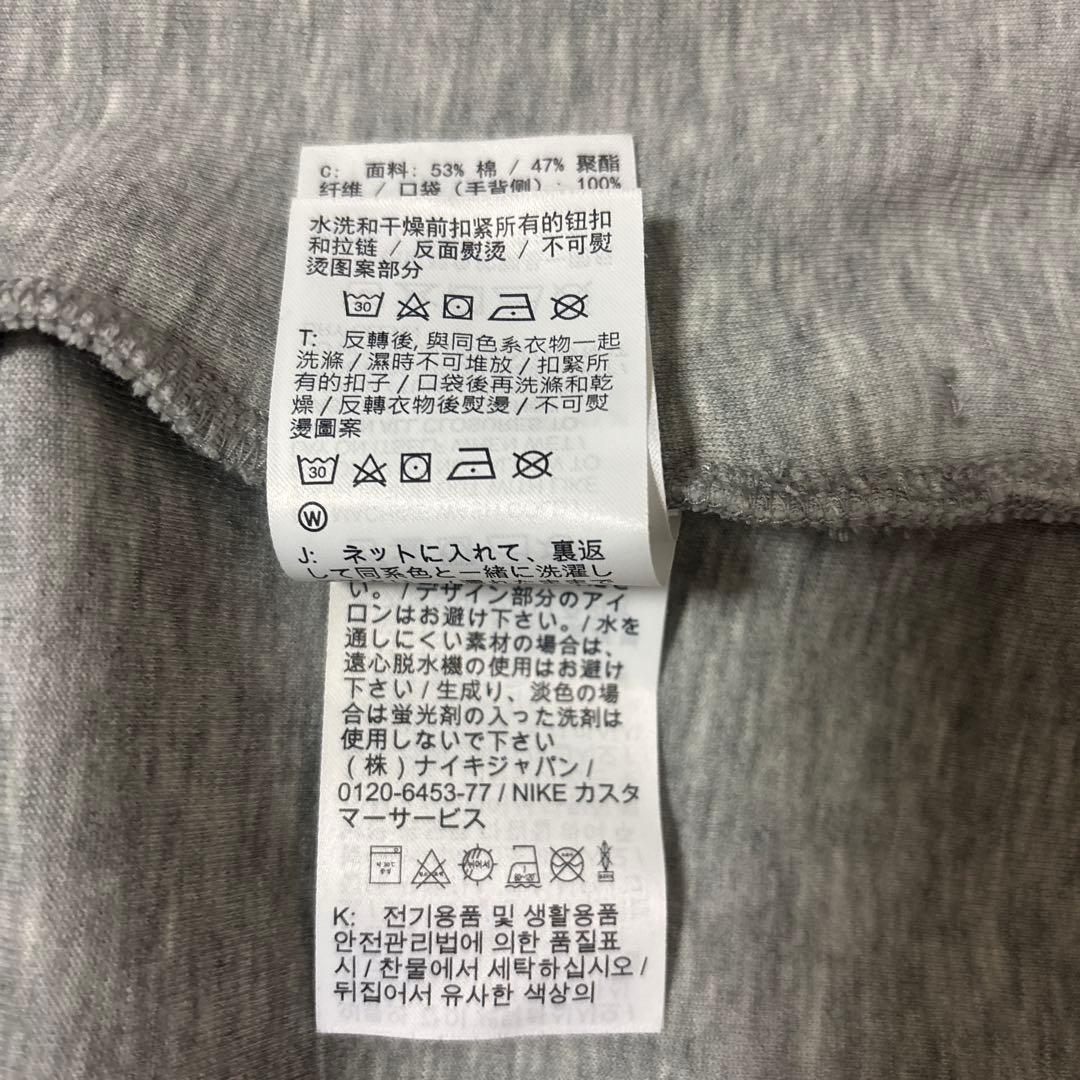 C: 面料: 53% 棉 / 47% 聚酯
纤维 / 口袋 (手背侧): 100%
水洗和干燥前扣紧所有的钮扣
和拉链 / 反面熨烫 / 不可熨
烫图案部分
30
T: 反轉後, 與同色系衣物一起
洗滌 / 濕時不可堆放 / 扣緊所
有的扣子 / 口袋後再洗滌和乾
燥 / 反轉衣物後熨燙 / 不可熨
燙圖案
30
W
J: ネットに入れて、裏返
して同系色と一緒に洗濯し
い。 / デザイン部分のアイ
ロンはお避け下さい。 / 水を
通しにくい素材の場合は、
遠心脱水機の使用はお避け
下さい / 生成り、淡色の場
合は蛍光剤の入った洗剤は
使用しないで下さい
(株) ナイキジャパン /
0120-6453-77 / NIKE カスタ
マーサービス
K: 전기용품 및 생활용품
안전관리법에 의한 품질표
시 / 찬물에서 세탁하십시오 /
뒤집어서 유사한 색상의